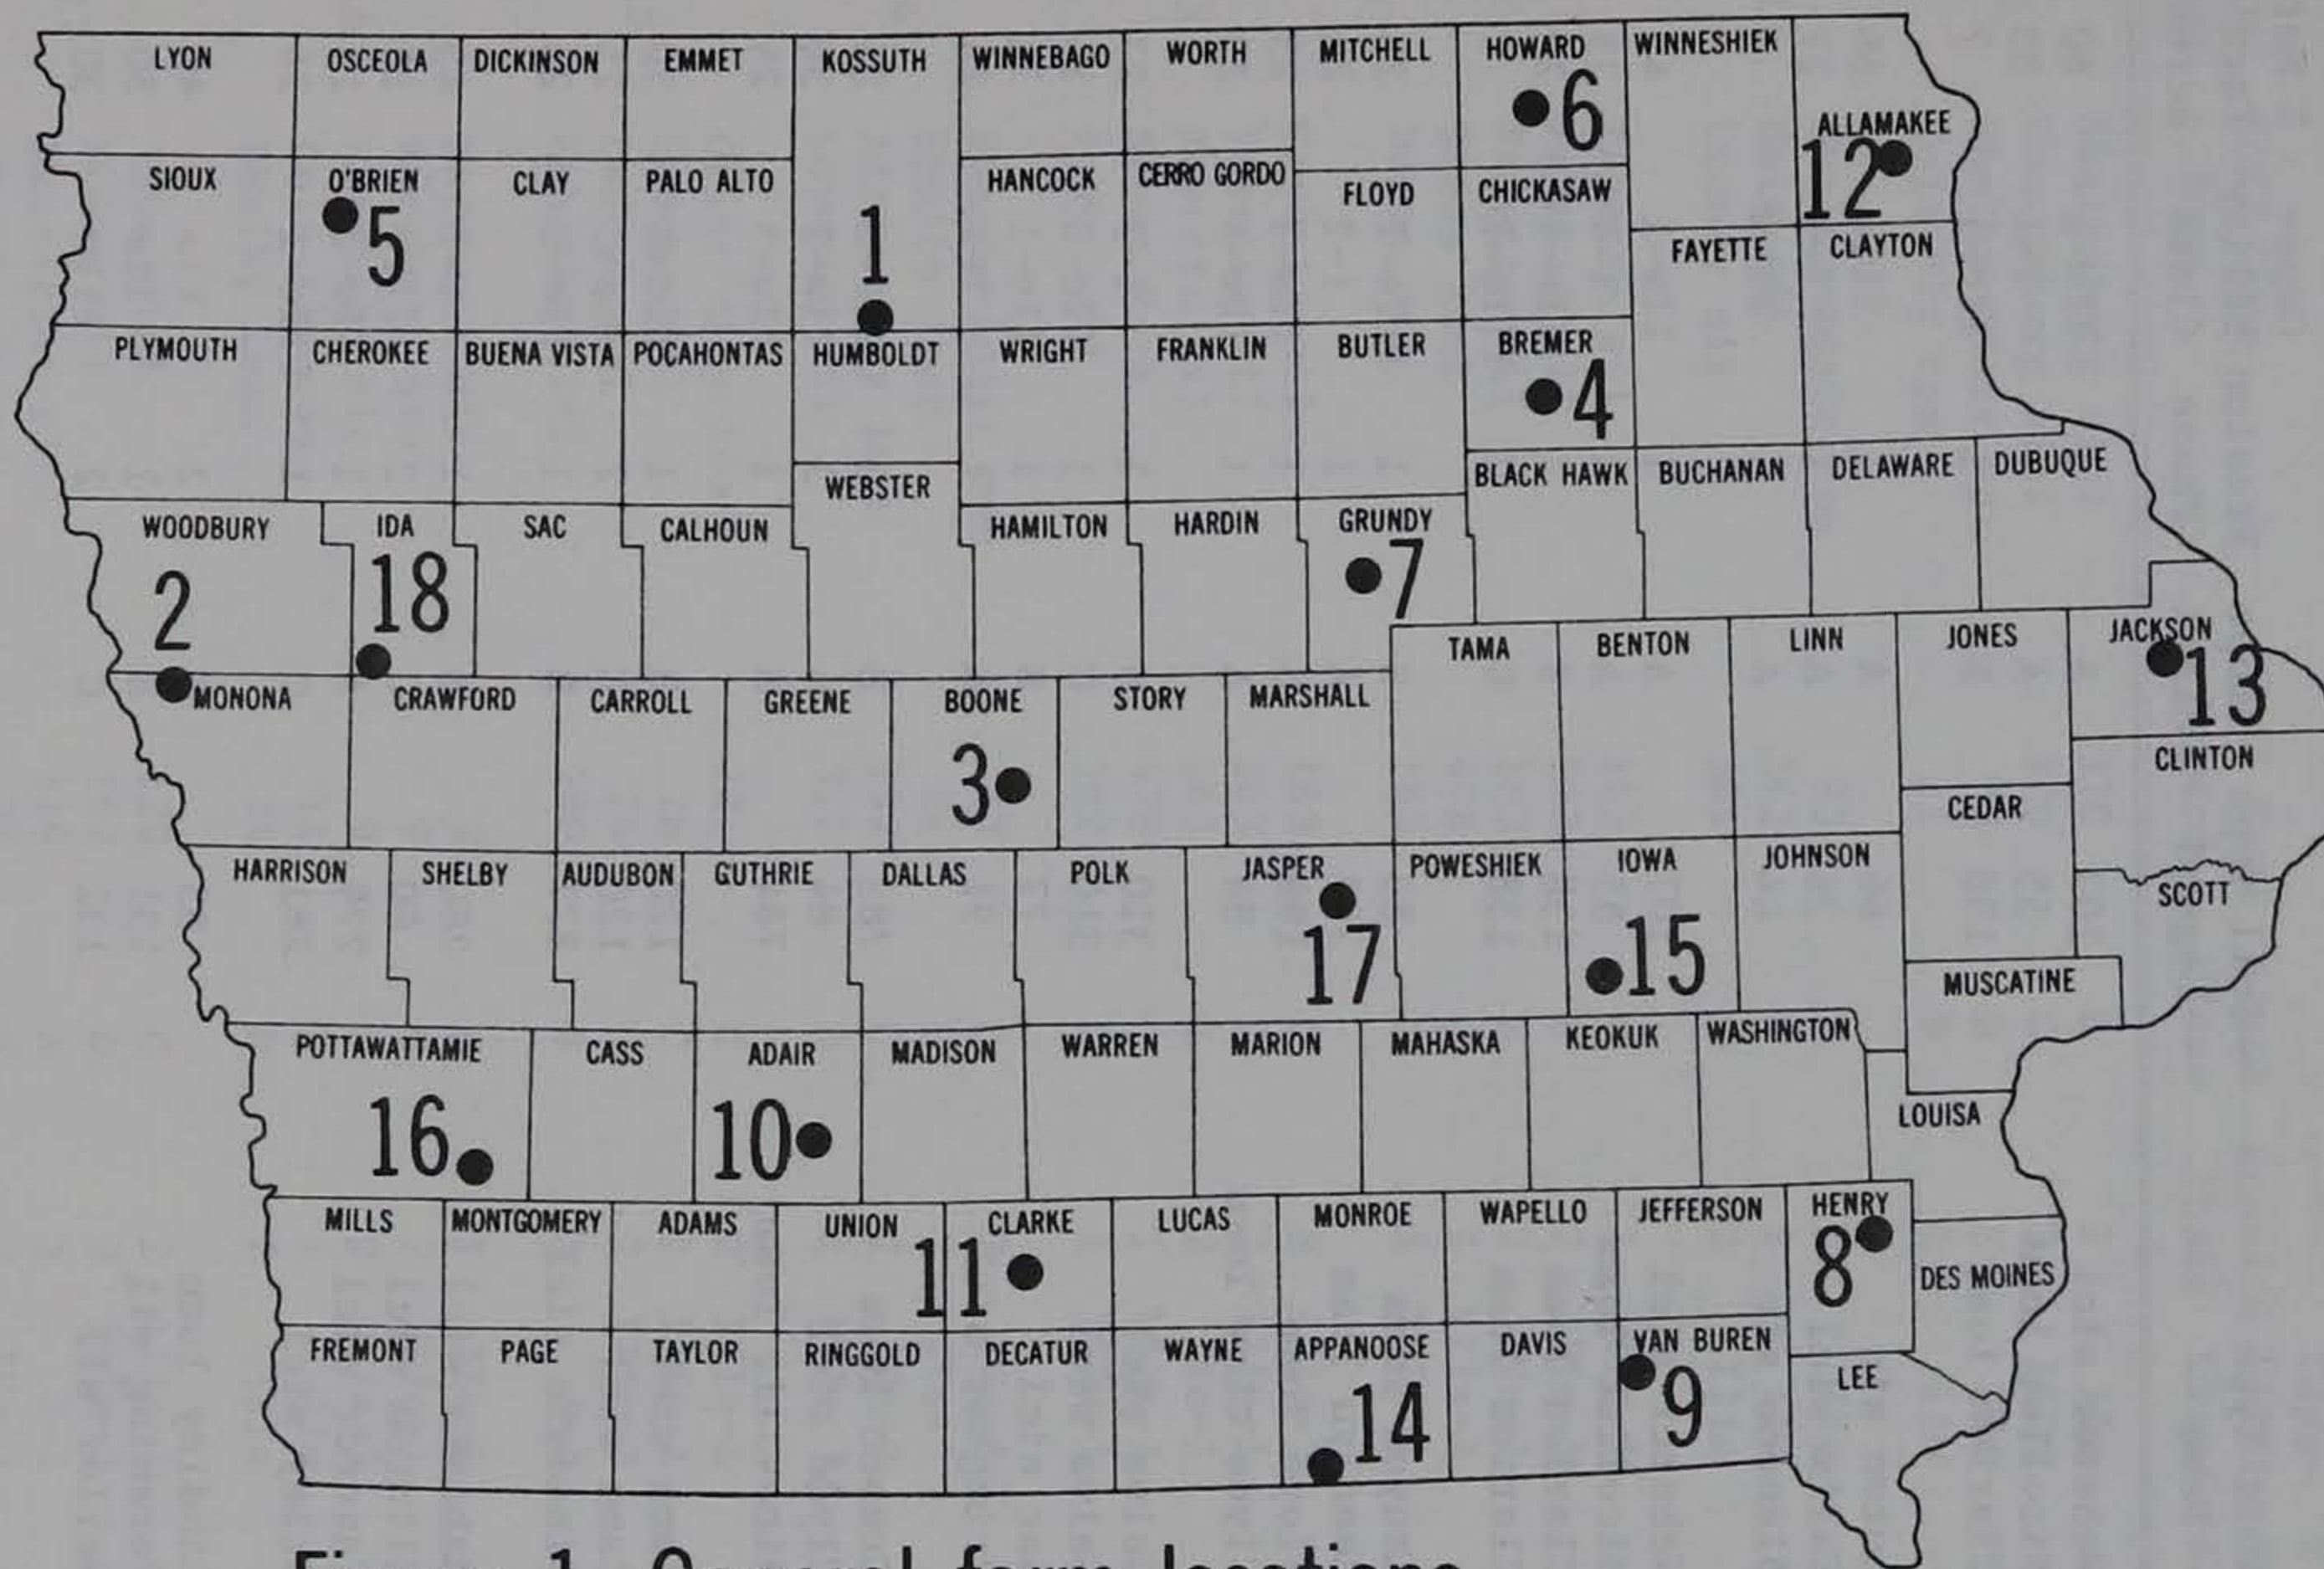 LYON OSCEOLA DICKINSON EMMET KOSSUTH WINNEBAGO WORTH MITCHELL HOWARD WINNESHIEK
6
ALLAMAKEE
12
SIOUX O'BRIEN CLAY PALO ALTO HANCOCK CERRO GORDO FLOYD CHICKASAW
5 1
FAYETTE CLAYTON
PLYMOUTH CHEROKEE BUENA VISTA POCAHONTAS HUMBOLDT WRIGHT FRANKLIN BUTLER BREMER
4
WEBSTER BLACK HAWK BUCHANAN DELAWARE DUBUQUE
WOODBURY IDA SAC CALHOUN HAMILTON HARDIN GRUNDY
2 18 7
TAMA BENTON LINN JONES JACKSON
13
MONONA CRAWFORD CARROLL GREENE BOONE STORY MARSHALL
3
CLINTON
CEDAR
HARRISON SHELBY AUDUBON GUTHRIE DALLAS POLK JASPER POWESHIEK IOWA JOHNSON
SCOTT
17 15
MUSCATINE
POTTAWATTAMIE CASS ADAIR MADISON WARREN MARION MAHASKA KEOKUK WASHINGTON
16 10
LOUISA
MILLS MONTGOMERY ADAMS UNION CLARKE LUCAS MONROE WAPELLO JEFFERSON HENRY
11 8
DES MOINES
FREMONT PAGE TAYLOR RINGGOLD DECATUR WAYNE APPANOOSE DAVIS VAN BUREN LEE
14 9
Figure 1. General farm locations